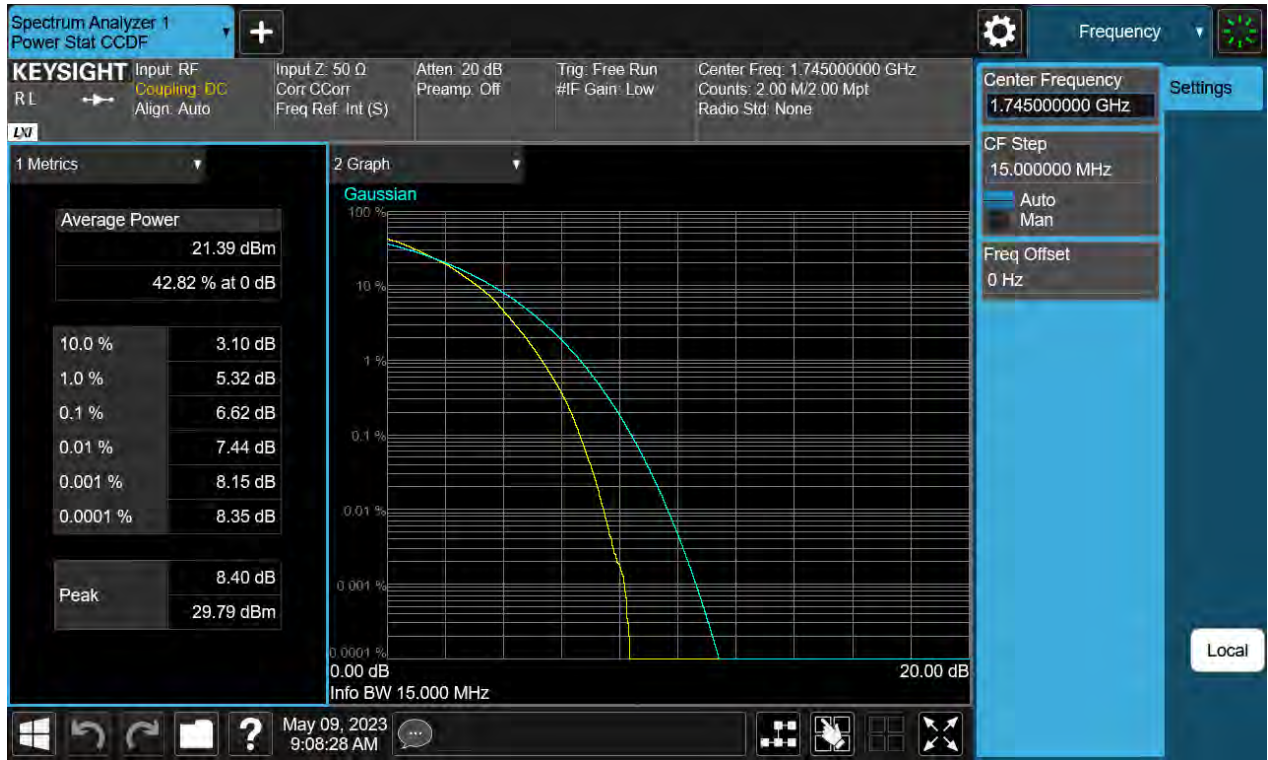 Spectrum Analyzer 1
Power Stat CCDF
Frequency
KEYSIGHT
RL
LXI
Input: RF
Coupling: DC
Align: Auto
Input Z: 50 Ω
Corr CCorr
Freq Ref: Int (S)
Atten: 20 dB
Preamp: Off
Trig: Free Run
#IF Gain: Low
Center Freq: 1.745000000 GHz
Counts: 2.00 M/2.00 Mpt
Radio Std: None
Center Frequency
1.745000000 GHz
Settings
CF Step
15.000000 MHz
Auto
Man
Freq Offset
0 Hz
1 Metrics
Average Power
21.39 dBm
42.82 % at 0 dB
10.0 % 3.10 dB
1.0 % 5.32 dB
0.1 % 6.62 dB
0.01 % 7.44 dB
0.001 % 8.15 dB
0.0001 % 8.35 dB
Peak
8.40 dB
29.79 dBm
2 Graph
Gaussian
100 %
10 %
1 %
0.1 %
0.01 %
0.001 %
0.0001 %
0.00 dB 20.00 dB
Info BW 15.000 MHz
Local
?
May 09, 2023
9:08:28 AM